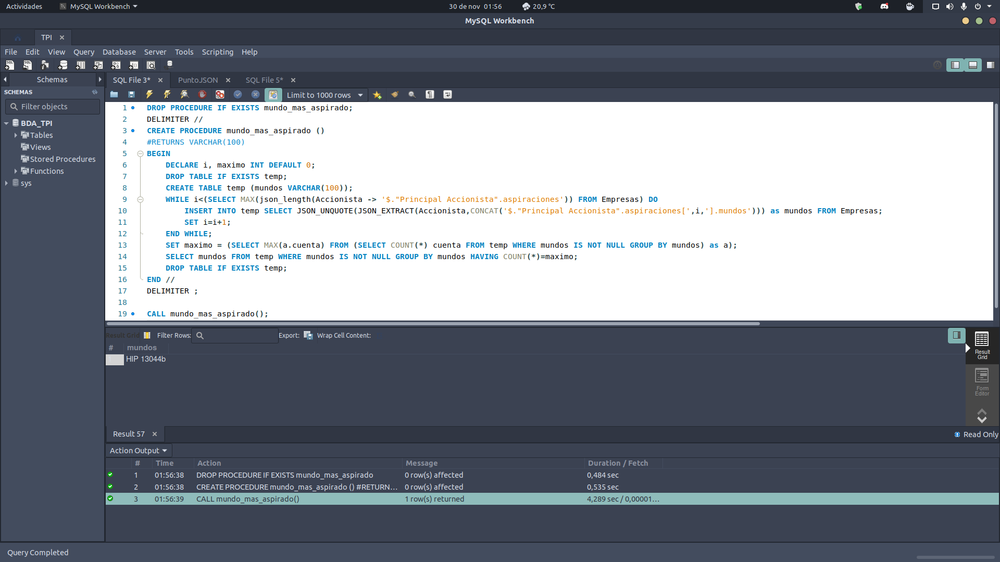 Actividades MySQL Workbench 30 de nov 01:56 20,9 °C
MySQL Workbench
TPI
File Edit View Query Database Server Tools Scripting Help
Schemas SQL File 3* PuntoJSON SQL File 5*
SCHEMAS
Limit to 1000 rows
Filter objects
BDA_TPI
Tables
Views
Stored Procedures
Functions
sys
1 DROP PROCEDURE IF EXISTS mundo_mas_aspirado;
2 DELIMITER //
3 CREATE PROCEDURE mundo_mas_aspirado ()
4 #RETURNS VARCHAR(100)
5 BEGIN
6 DECLARE i, maximo INT DEFAULT 0;
7 DROP TABLE IF EXISTS temp;
8 CREATE TABLE temp (mundos VARCHAR(100));
9 WHILE i<(SELECT MAX(json_length(Accionista -> '$."Principal Accionista".aspiraciones')) FROM Empresas) DO
10 INSERT INTO temp SELECT JSON_UNQUOTE(JSON_EXTRACT(Accionista,CONCAT('$."Principal Accionista".aspiraciones[',i,'].mundos'))) as mundos FROM Empresas;
11 SET i=i+1;
12 END WHILE;
13 SET maximo = (SELECT MAX(a.cuenta) FROM (SELECT COUNT(*) cuenta FROM temp WHERE mundos IS NOT NULL GROUP BY mundos) as a);
14 SELECT mundos FROM temp WHERE mundos IS NOT NULL GROUP BY mundos HAVING COUNT(*)=maximo;
15 DROP TABLE IF EXISTS temp;
16 END //
17 DELIMITER ;
18
19 CALL mundo_mas_aspirado();
Result Grid Filter Rows: Export: Wrap Cell Content:
# mundos
HIP 13044b
Result
Grid
Form
Editor
Result 57 Read Only
Action Output
# Time Action Message Duration / Fetch
1 01:56:38 DROP PROCEDURE IF EXISTS mundo_mas_aspirado 0 row(s) affected 0,484 sec
2 01:56:38 CREATE PROCEDURE mundo_mas_aspirado () #RETURN... 0 row(s) affected 0,535 sec
3 01:56:39 CALL mundo_mas_aspirado() 1 row(s) returned 4,289 sec / 0,00001...
Query Completed